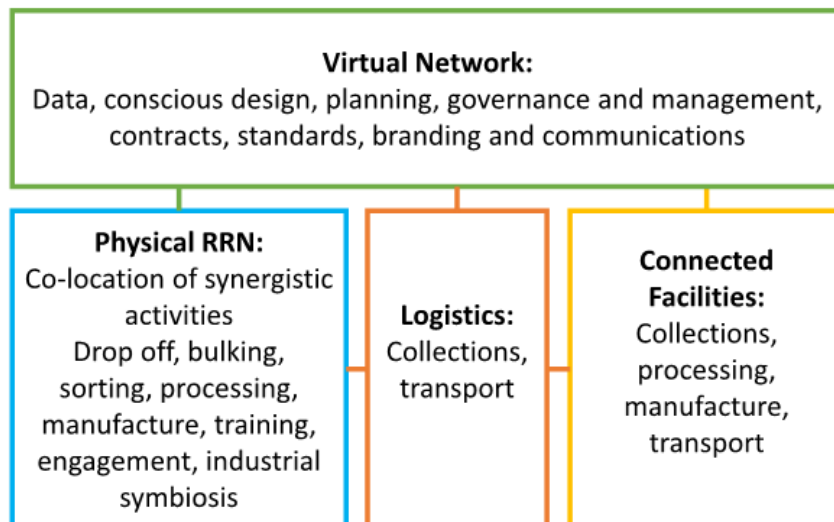 Virtual Network:
Data, conscious design, planning, governance and management,
contracts, standards, branding and communications
Physical RRN:
Co-location of synergistic
activities
Drop off, bulking,
sorting, processing,
manufacture, training,
engagement, industrial
symbiosis
Logistics:
Collections,
transport
Connected
Facilities:
Collections,
processing,
manufacture,
transport